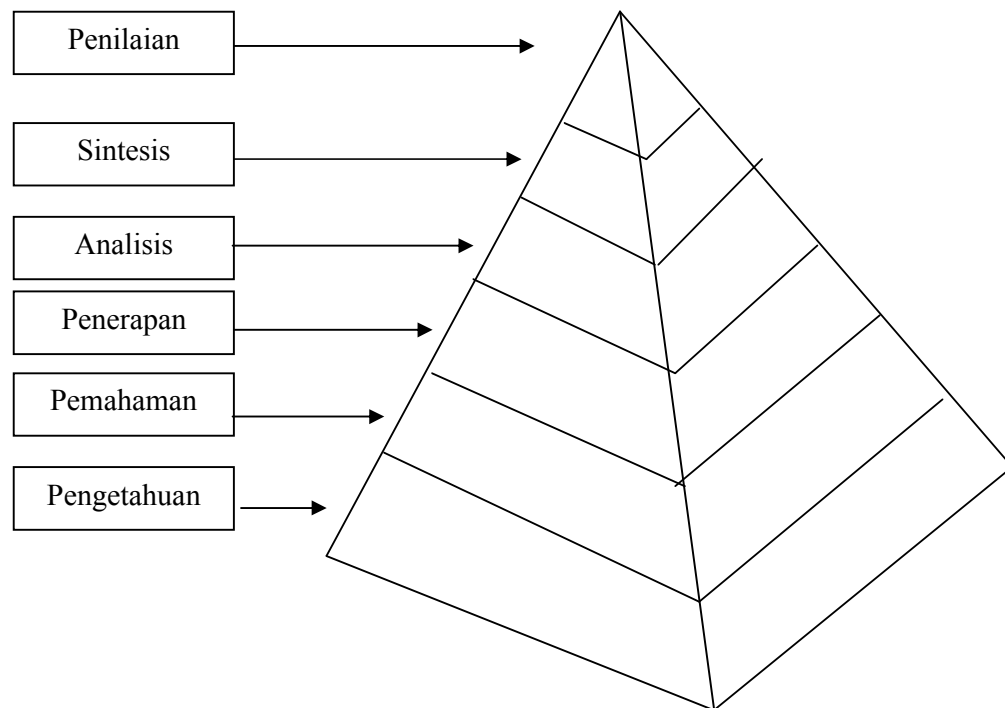 Penilaian
Sintesis
Analisis
Penerapan
Pemahaman
Pengetahuan